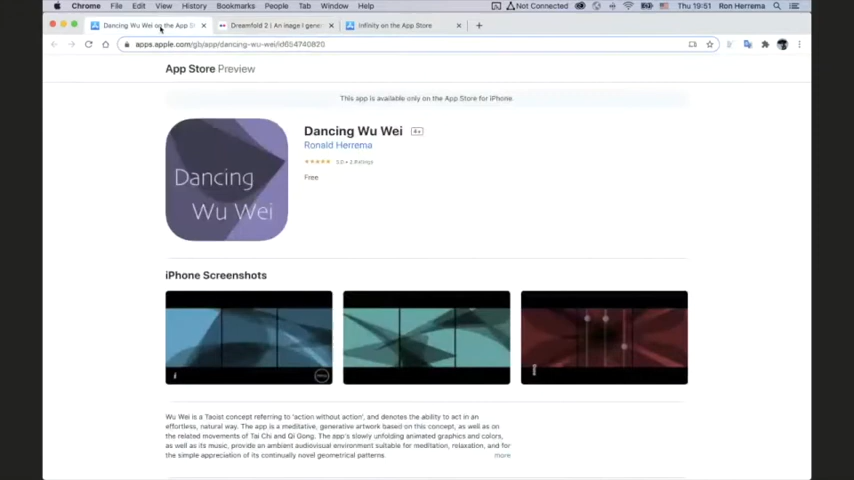 Chrome File Edit View History Bookmarks People Tab Window Help Not Connected Thu 19:51 Ron Herrema
Dancing Wu Wei on the App St Dreamfold 2 | An image I gene Infinity on the App Store
apps.apple.com/gb/app/dancing-wu-wei/id654740820
App Store Preview
This app is available only on the App Store for iPhone.
Dancing Wu Wei 4+
Ronald Herrema
5.0 • 2 Ratings
Free
Dancing
Wu Wei
iPhone Screenshots
Wu Wei is a Taoist concept referring to 'action without action', and denotes the ability to act in an
effortless, natural way. The app is a meditative, generative artwork based on this concept, as well as on
the related movements of Tai Chi and Qi Gong. The app's slowly unfolding animated graphics and colors,
as well as its music, provide an ambient audiovisual environment suitable for meditation, relaxation, and for
the simple appreciation of its continually novel geometrical patterns.
more